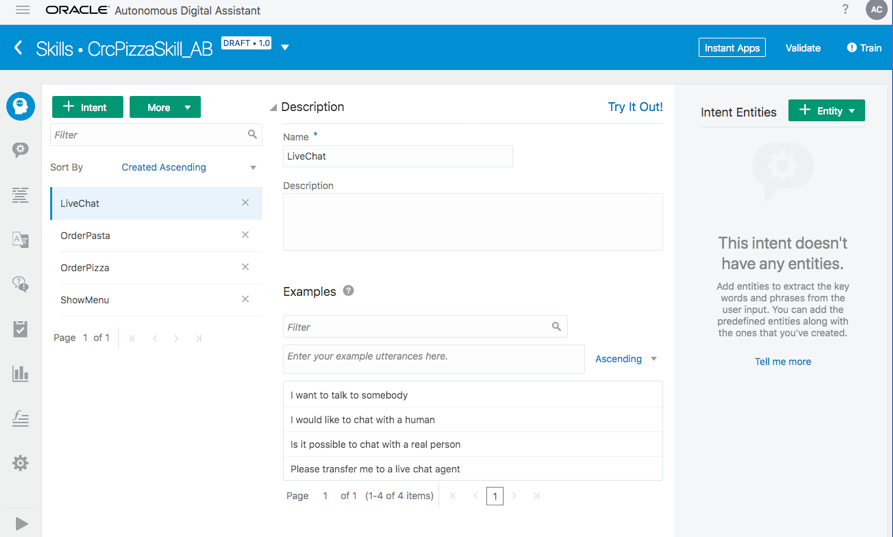 ORACLE® Autonomous Digital Assistant
? AC
Skills • CrcPizzaSkill_AB DRAFT • 1.0
Instant Apps Validate Train
+ Intent More
Filter
Sort By Created Ascending
LiveChat
OrderPasta
OrderPizza
ShowMenu
Page 1 of 1
Description Try It Out!
Name *
LiveChat
Description
Examples ?
Filter
Enter your example utterances here.
Ascending
I want to talk to somebody
I would like to chat with a human
Is it possible to chat with a real person
Please transfer me to a live chat agent
Page 1 of 1 (1-4 of 4 items) 1
Intent Entities + Entity
This intent doesn't
have any entities.
Add entities to extract the key
words and phrases from the
user input. You can add the
predefined entities along with
the ones that you've created.
Tell me more